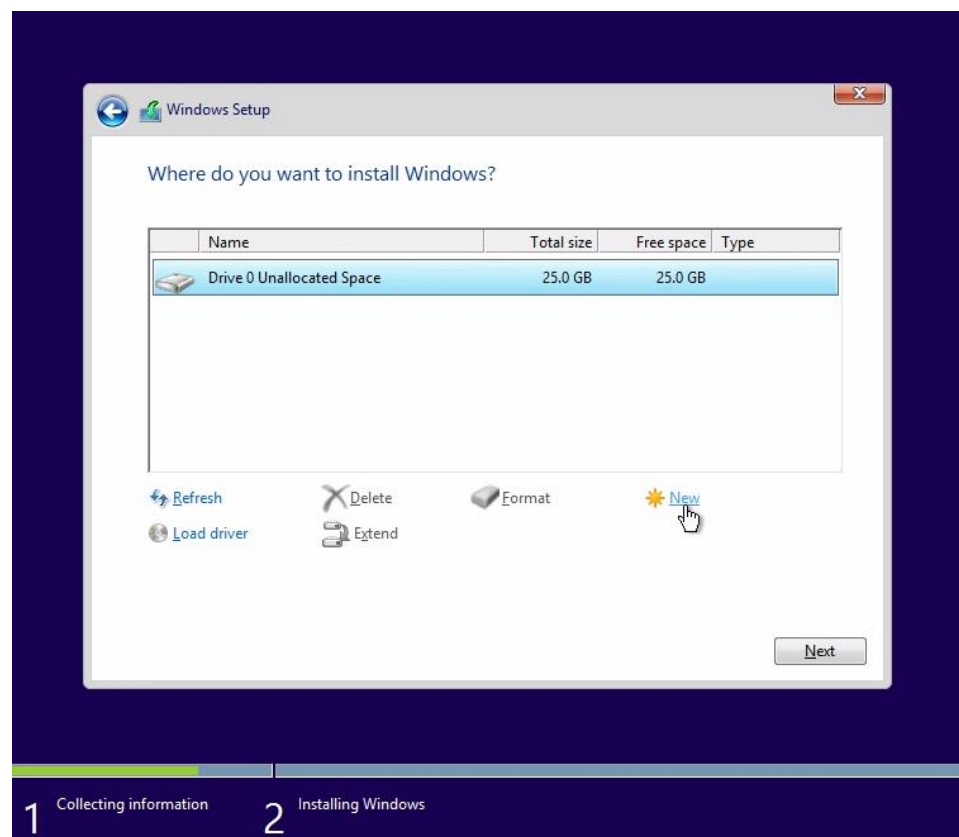 Windows Setup
Where do you want to install Windows?
Name Total size Free space Type
Drive 0 Unallocated Space 25.0 GB 25.0 GB
Refresh Delete Format New
Load driver Extend
Next
1 Collecting information 2 Installing Windows